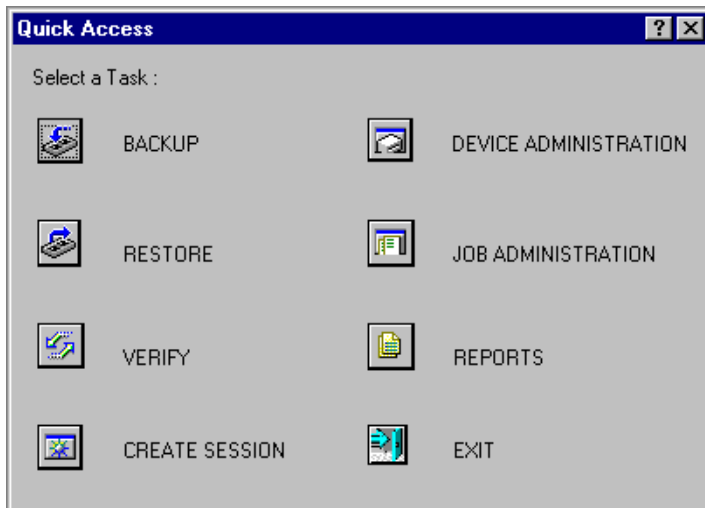 Quick Access
Select a Task :
BACKUP
DEVICE ADMINISTRATION
RESTORE
JOB ADMINISTRATION
VERIFY
REPORTS
CREATE SESSION
EXIT